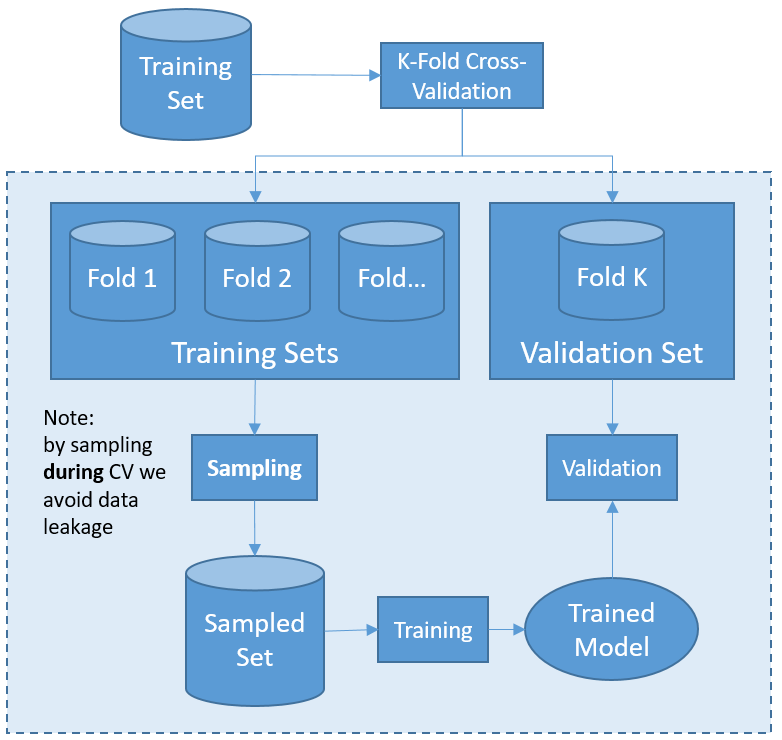 Training
Set
K-Fold Cross-
Validation
Fold 1
Fold 2
Fold...
Training Sets
Fold K
Validation Set
Note:
by sampling
during CV we
avoid data
leakage
Sampling
Validation
Sampled
Set
Training
Trained
Model